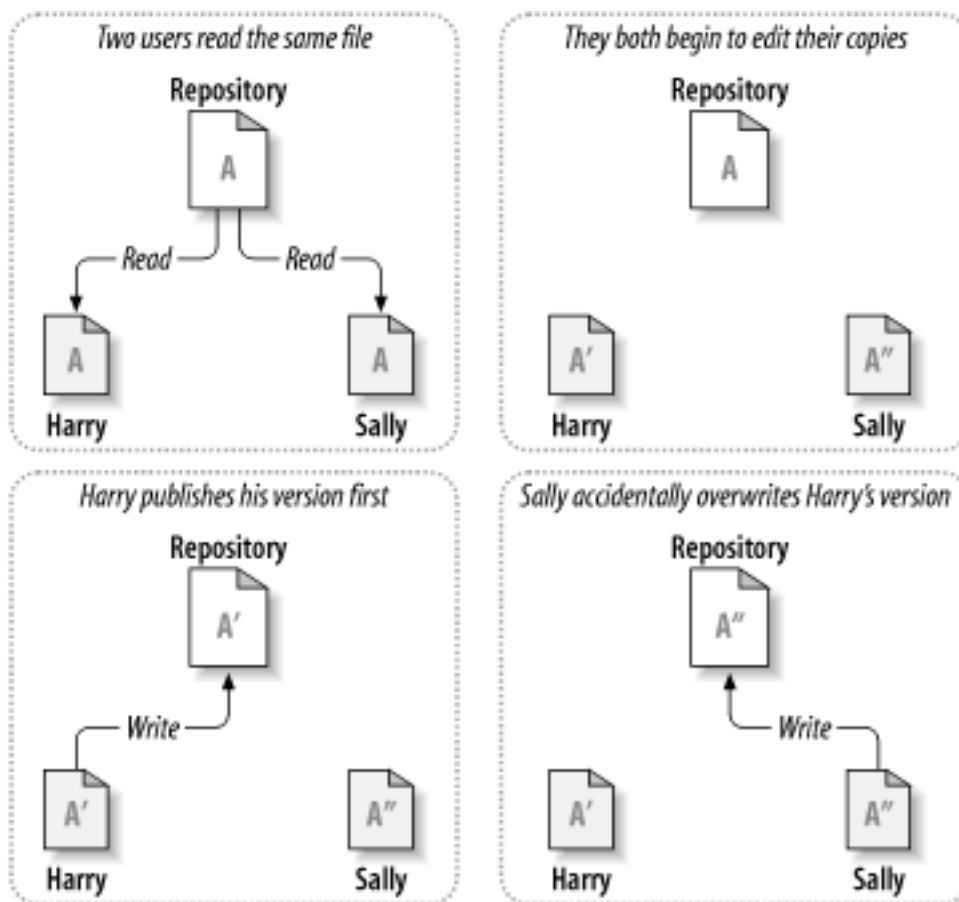 Two users read the same file
Repository
A
Read Read
A A
Harry Sally
They both begin to edit their copies
Repository
A
A′ A″
Harry Sally
Harry publishes his version first
Repository
A′
Write
A′ A″
Harry Sally
Sally accidentally overwrites Harry’s version
Repository
A″
Write
A′ A″
Harry Sally